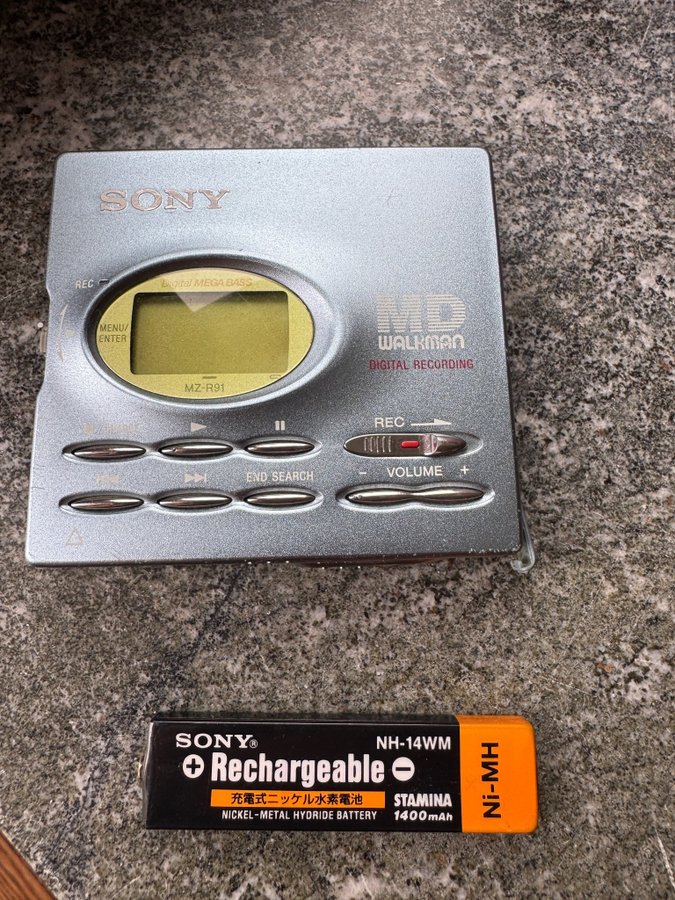 SONY
REC
Digital MEGA BASS
MENU/
ENTER
MZ-R91
MD
WALKMAN
DIGITAL RECORDING
REC
END SEARCH
– VOLUME +
SONY®
NH-14WM
+ Rechargeable –
充電式ニッケル水素電池
NICKEL-METAL HYDRIDE BATTERY
STAMINA
1400mAh
Ni-MH